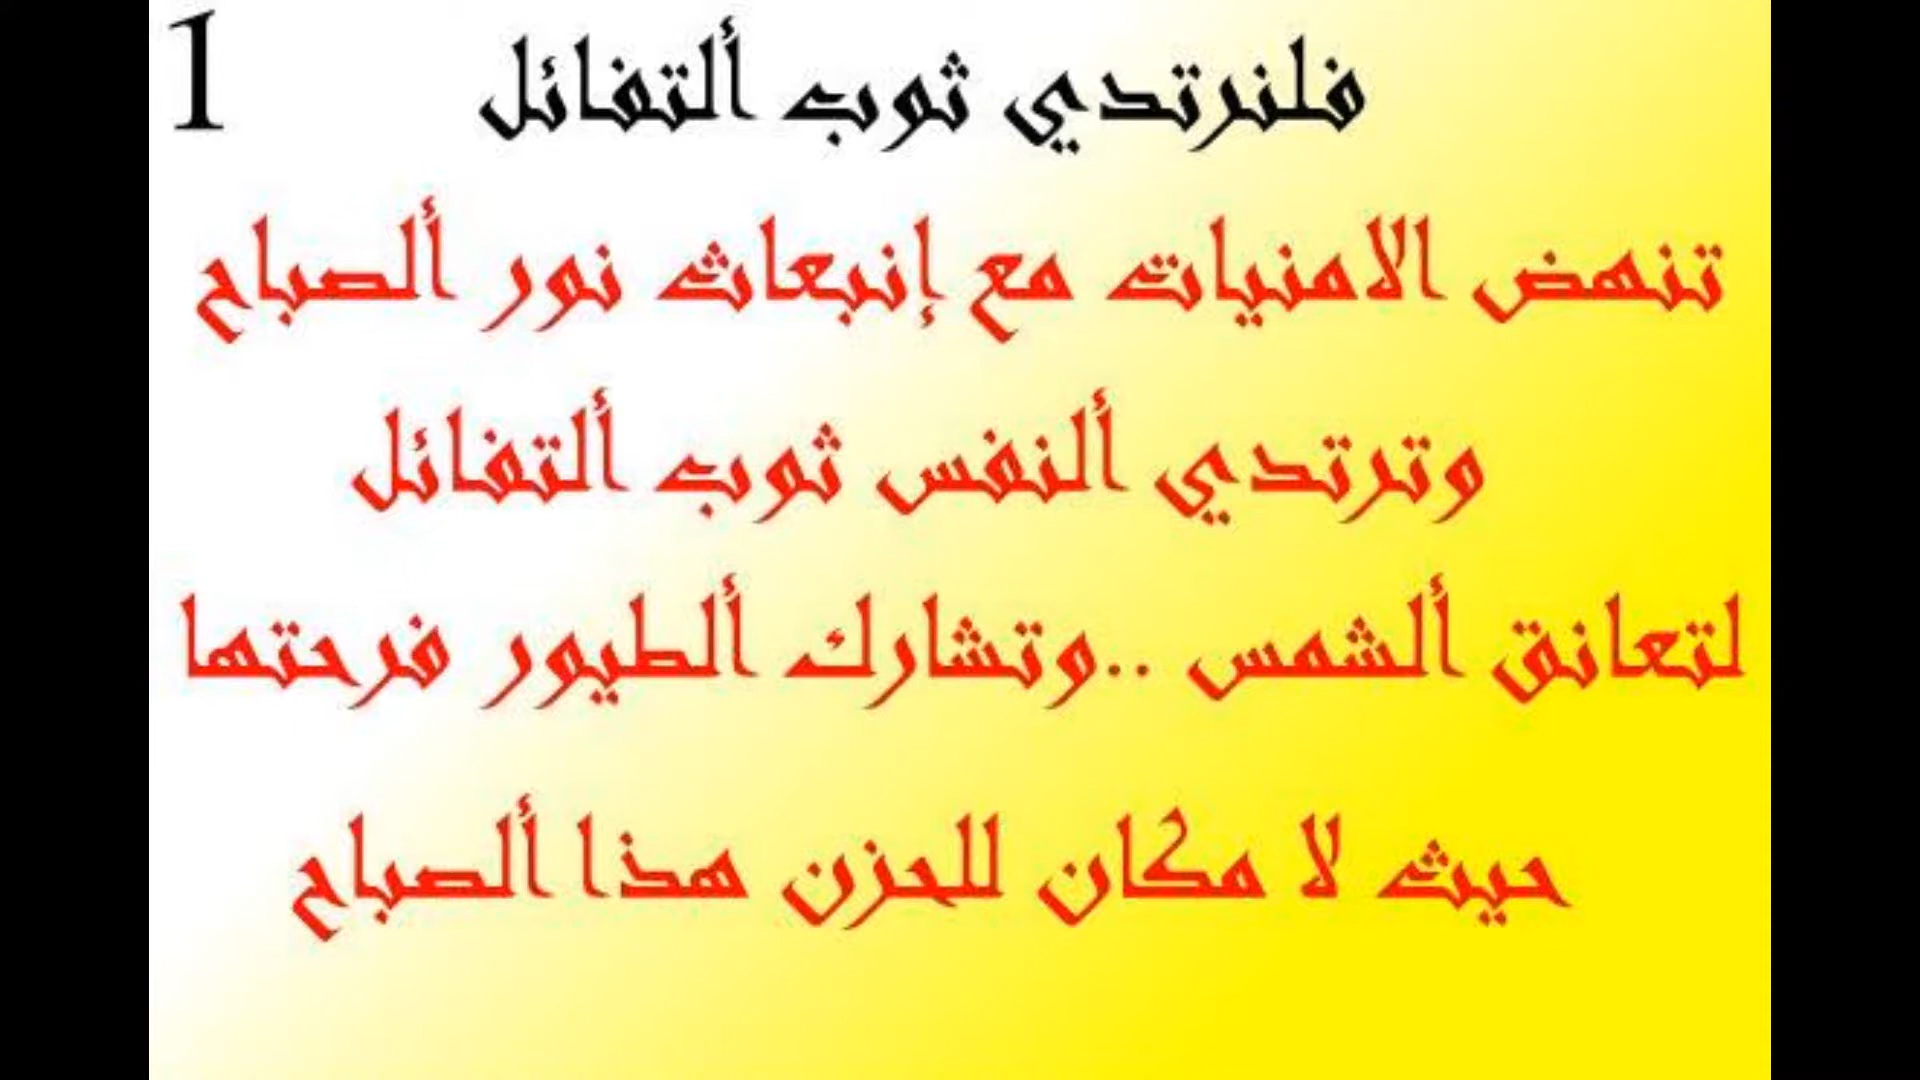 1
فلنرتدي ثوب ألتفائل
تنهض الامنيات مع إنبعاث نور ألصباح
وترتدي ألنفس ثوب ألتفائل
لتعانق ألشمس ..وتشارك ألطيور فرحتها
حيث لا مكان للحزن هذا ألصباح